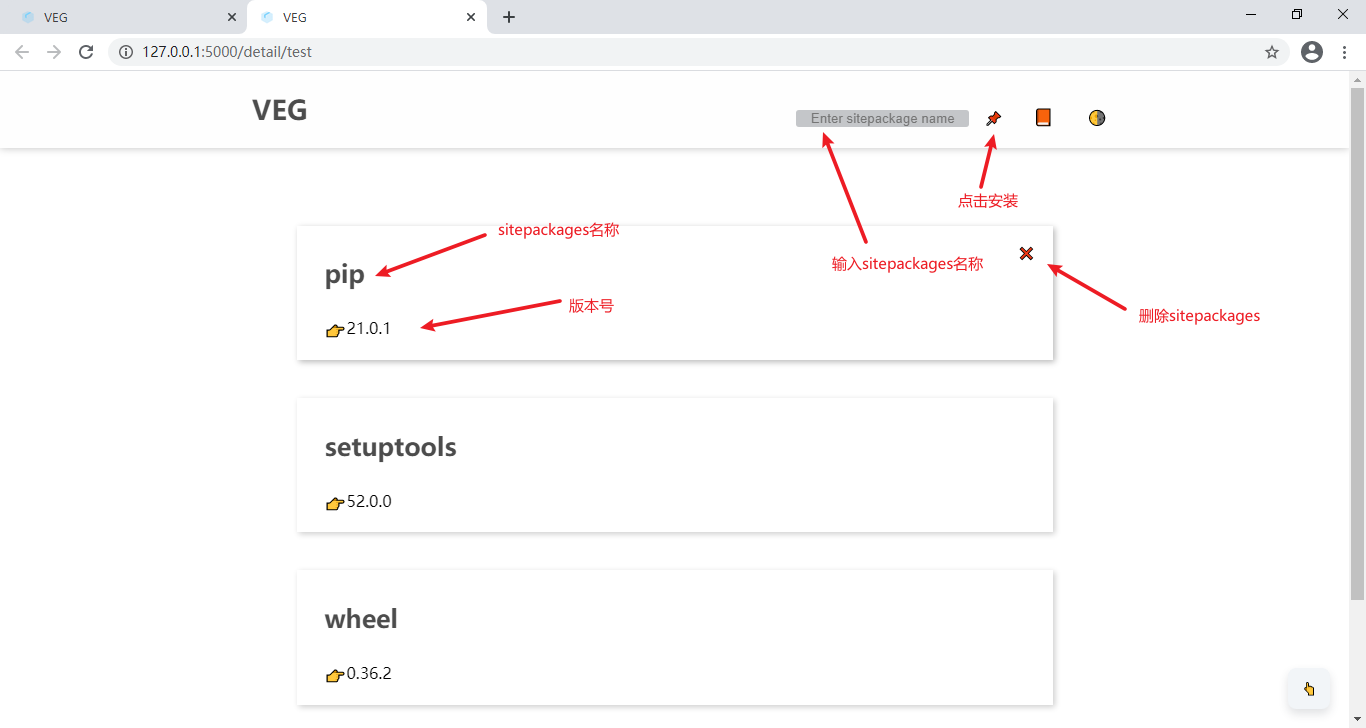 VEG
VEG
127.0.0.1:5000/detail/test
VEG
Enter sitepackage name
点击安装
sitepackages名称
输入sitepackages名称
pip
版本号
删除sitepackages
21.0.1
setuptools
52.0.0
wheel
0.36.2